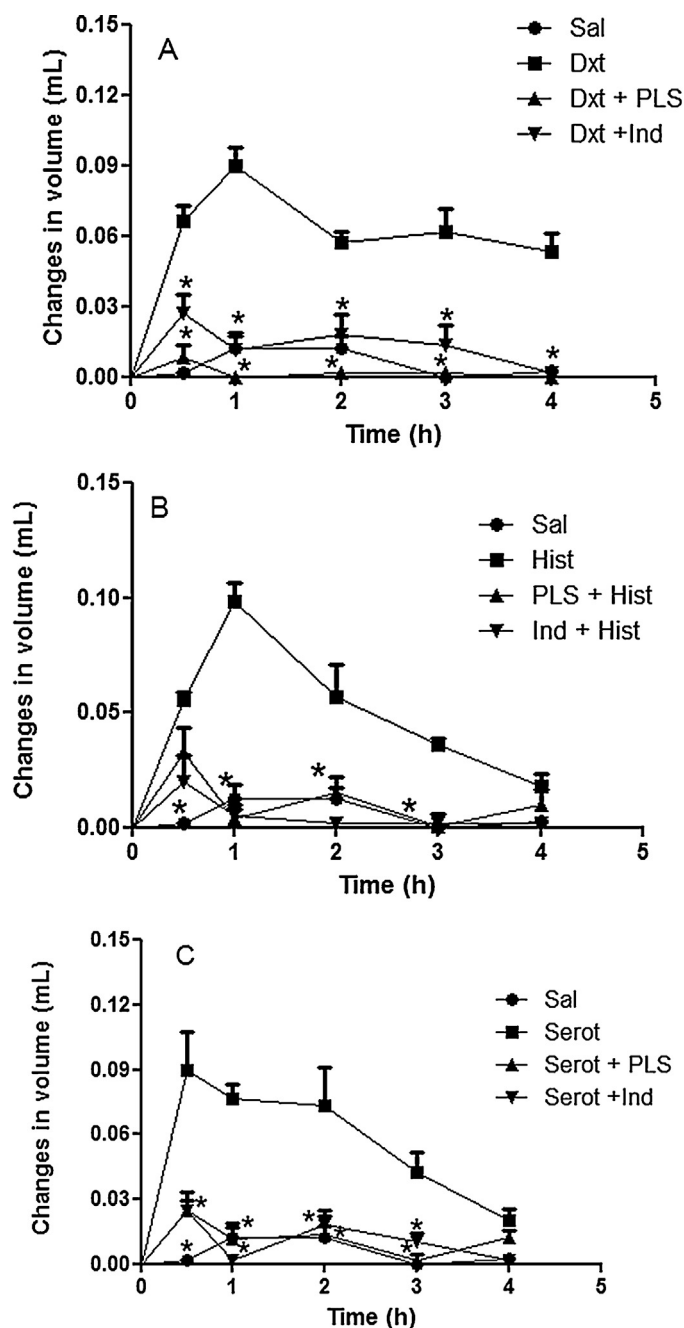 A
Sal
Dxt
Dxt + PLS
Dxt +Ind
Changes in volume (mL)
0.15
0.12
0.09
0.06
0.03
0.00
* * * * * * * * *
0 1 2 3 4 5
Time (h)
B
Sal
Hist
PLS + Hist
Ind + Hist
Changes in volume (mL)
0.15
0.10
0.05
0.00
* * * *
0 1 2 3 4 5
Time (h)
C
Sal
Serot
Serot + PLS
Serot +Ind
Changes in volume (mL)
0.15
0.12
0.09
0.06
0.03
0.00
* * * * * * * *
0 1 2 3 4 5
Time (h)